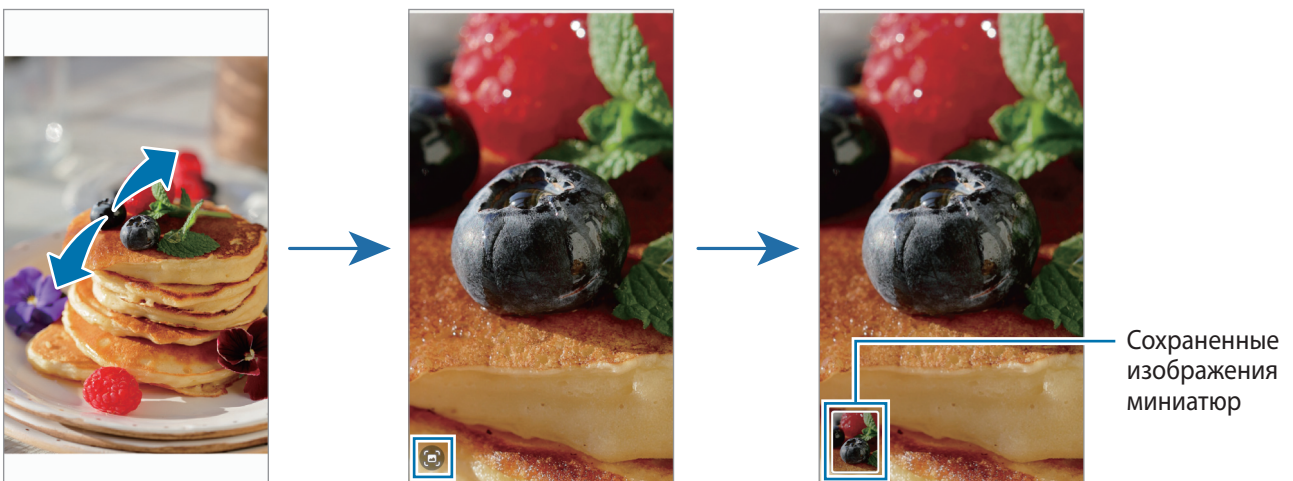 Сохраненные
изображения
миниатюр